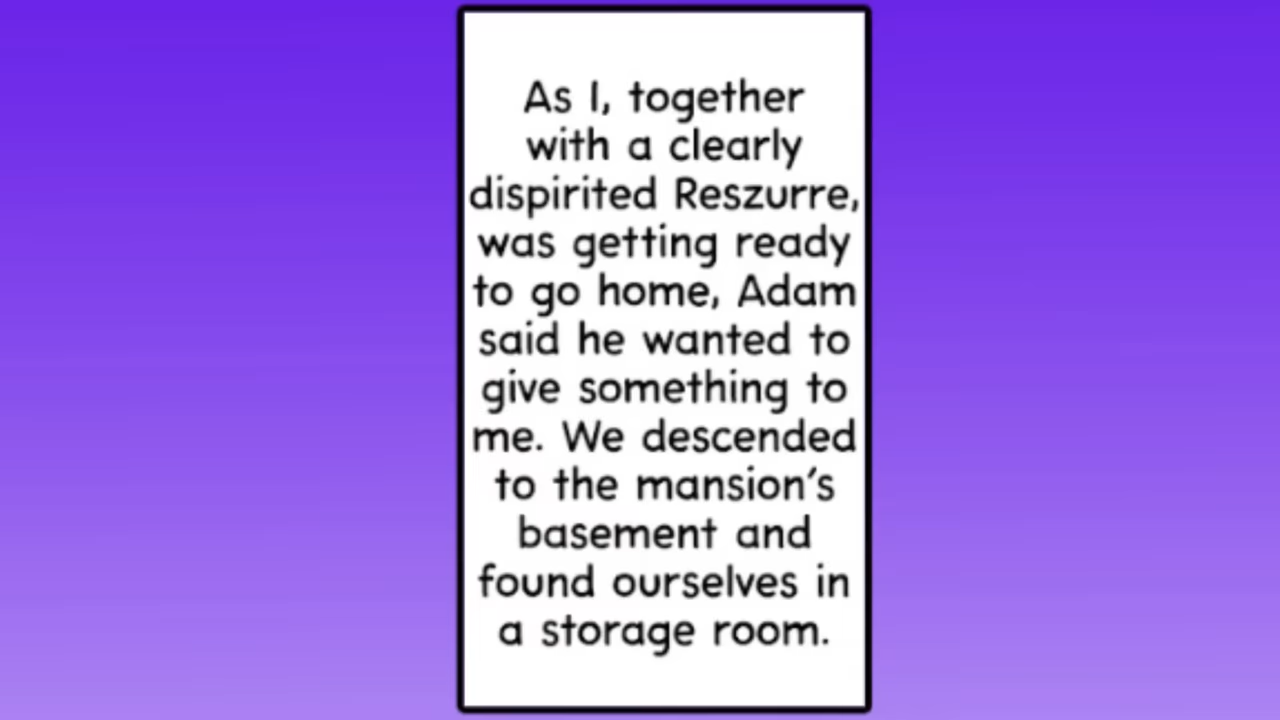 As I, together
with a clearly
dispirited Reszurre,
was getting ready
to go home, Adam
said he wanted to
give something to
me. We descended
to the mansion's
basement and
found ourselves in
a storage room.